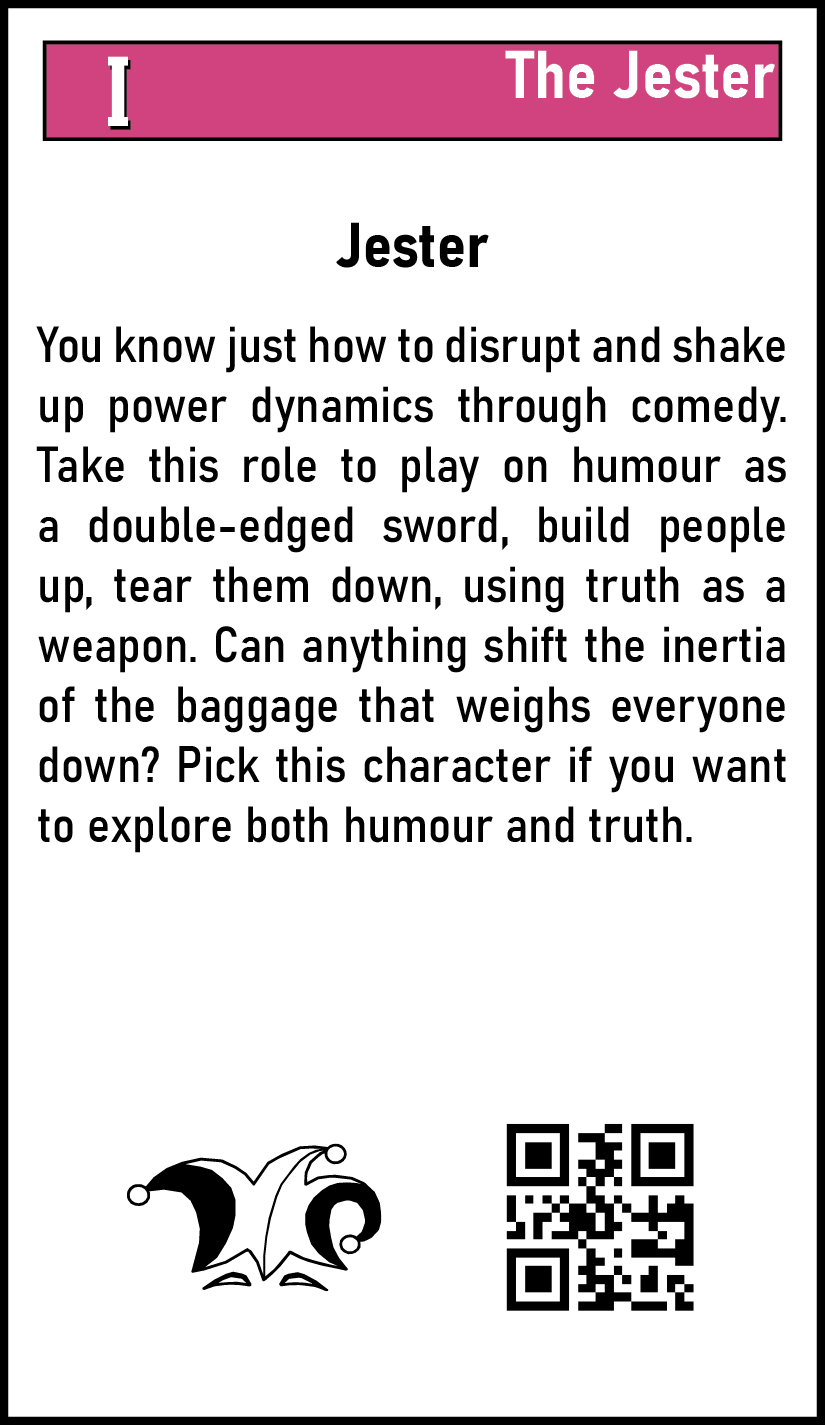 I
The Jester
Jester
You know just how to disrupt and shake
up power dynamics through comedy.
Take this role to play on humour as
a double-edged sword, build people
up, tear them down, using truth as a
weapon. Can anything shift the inertia
of the baggage that weighs everyone
down? Pick this character if you want
to explore both humour and truth.